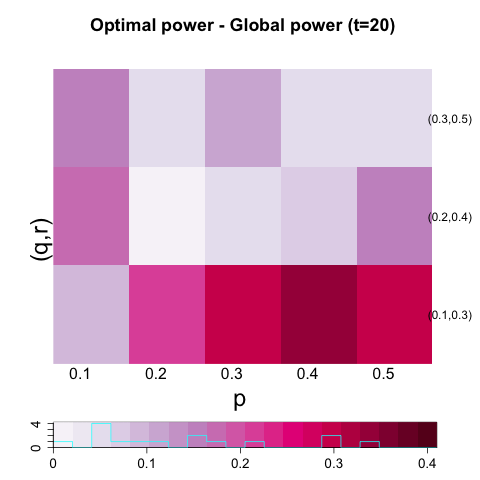 Optimal power - Global power (t=20)
(0.3,0.5)
(0.2,0.4)
(q,r)
(0.1,0.3)
0.1 0.2 0.3 0.4 0.5
p
4
0
0 0.1 0.2 0.3 0.4